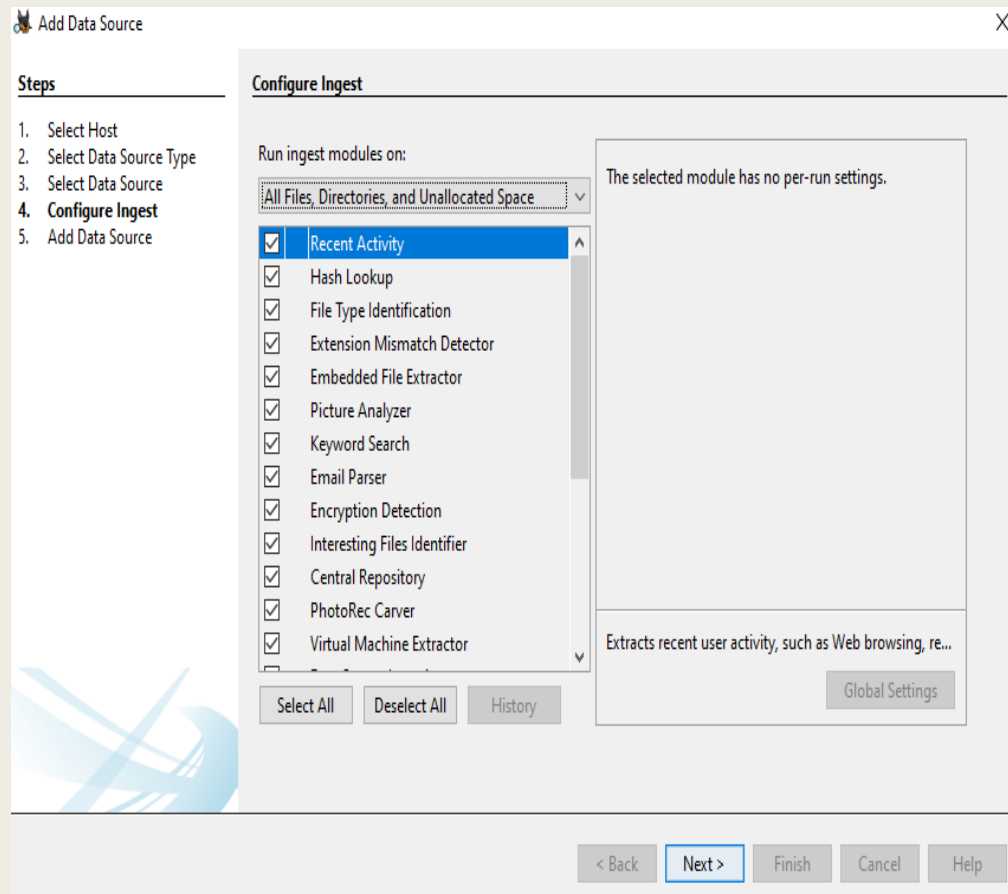 Add Data Source
Steps
1. Select Host
2. Select Data Source Type
3. Select Data Source
4. Configure Ingest
5. Add Data Source
Configure Ingest
Run ingest modules on:
All Files, Directories, and Unallocated Space
Recent Activity
Hash Lookup
File Type Identification
Extension Mismatch Detector
Embedded File Extractor
Picture Analyzer
Keyword Search
Email Parser
Encryption Detection
Interesting Files Identifier
Central Repository
PhotoRec Carver
Virtual Machine Extractor
Select All Deselect All History
The selected module has no per-run settings.
Extracts recent user activity, such as Web browsing, re...
Global Settings
< Back Next > Finish Cancel Help